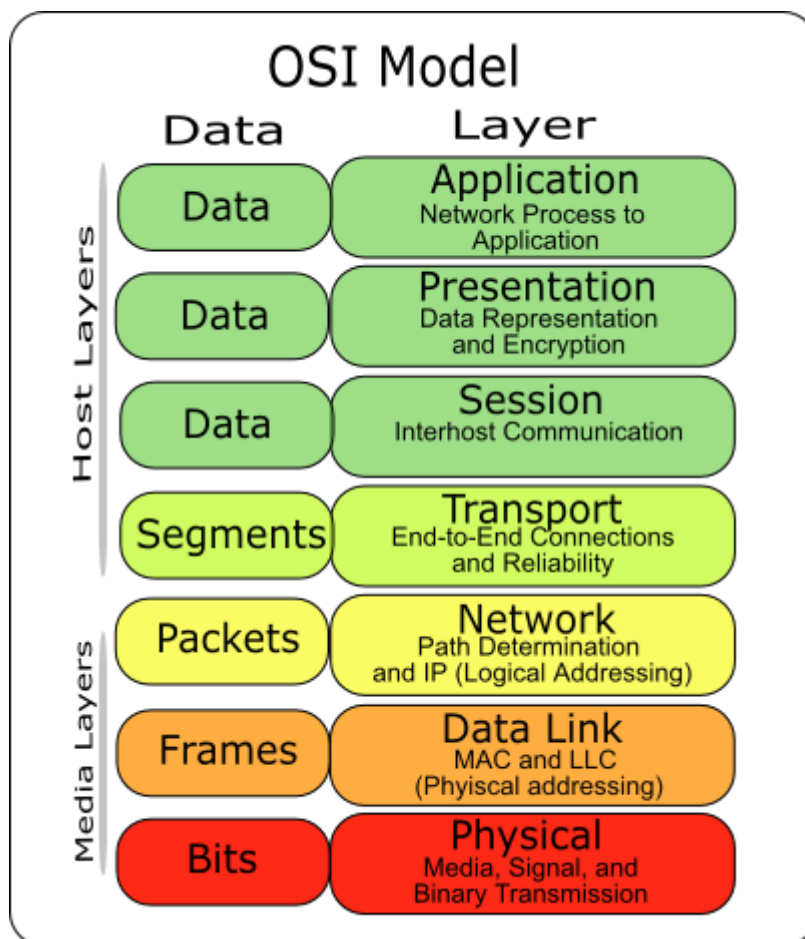 OSI Model
Data Layer
Host Layers
Data
Application
Network Process to
Application
Data
Presentation
Data Representation
and Encryption
Data
Session
Interhost Communication
Segments
Transport
End-to-End Connections
and Reliability
Media Layers
Packets
Network
Path Determination
and IP (Logical Addressing)
Frames
Data Link
MAC and LLC
(Phyiscal addressing)
Bits
Physical
Media, Signal, and
Binary Transmission